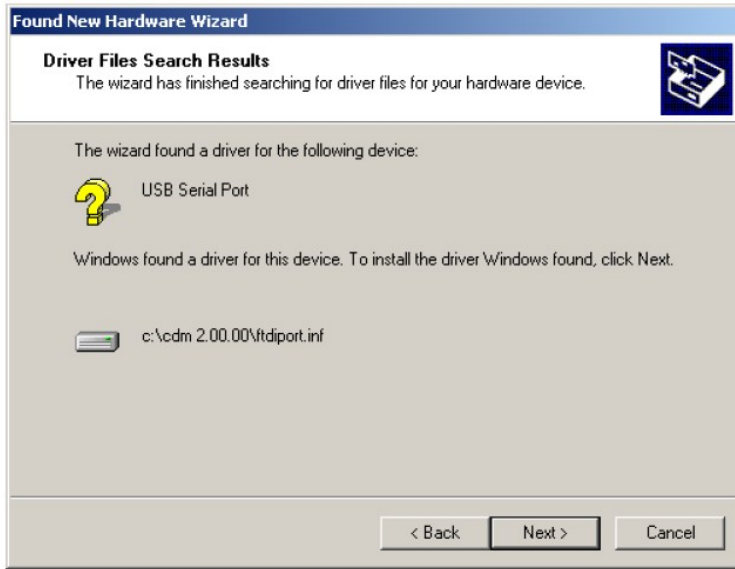 Found New Hardware Wizard
Driver Files Search Results
The wizard has finished searching for driver files for your hardware device.
The wizard found a driver for the following device:
USB Serial Port
Windows found a driver for this device. To install the driver Windows found, click Next.
c:\cdm 2.00.00\ftdiport.inf
< Back Next > Cancel